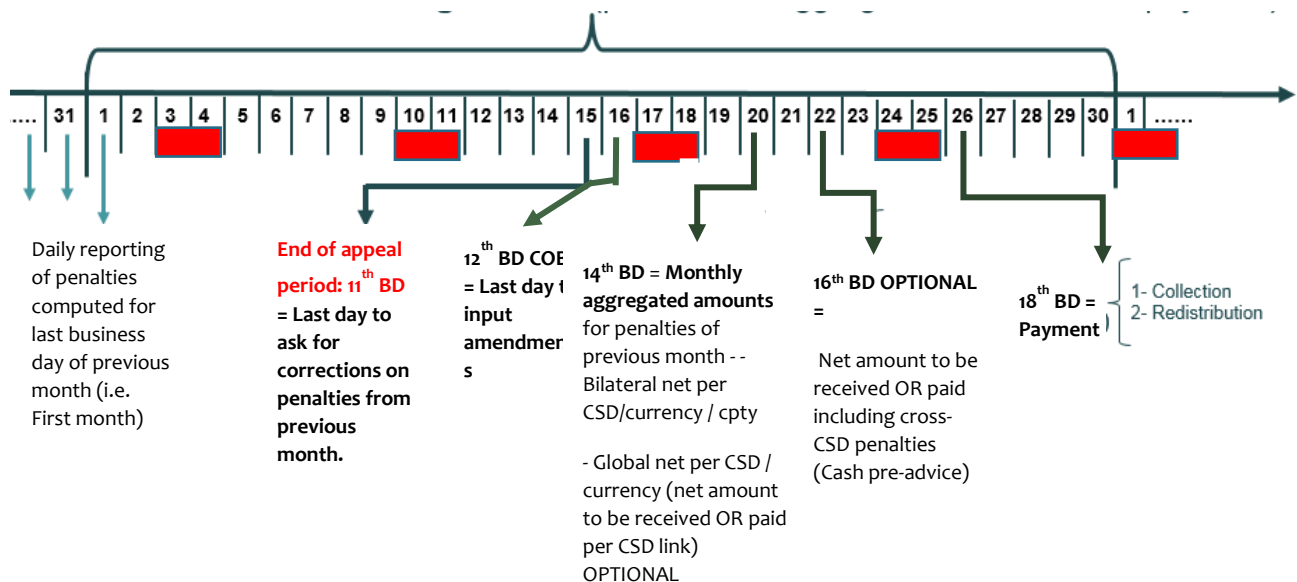 ..... 31 1 2 3 4 5 6 7 8 9 10 11 12 13 14 15 16 17 18 20 21 22 23 24 25 26 27 28 29 30 1 ......
Daily reporting
of penalties
computed for
last business
day of previous
month (i.e.
First month)
End of appeal
period: 11th BD
= Last day to
ask for
corrections on
penalties from
previous
month.
12th BD COB
= Last day t
input
amendmen
s
14th BD = Monthly
aggregated amounts
for penalties of
previous month - -
Bilateral net per
CSD/currency / cpty
- Global net per CSD /
currency (net amount
to be received OR paid
per CSD link)
OPTIONAL
16th BD OPTIONAL
=
Net amount to be
received OR paid
including cross-
CSD penalties
(Cash pre-advice)
18th BD =
Payment )
1- Collection
2- Redistribution